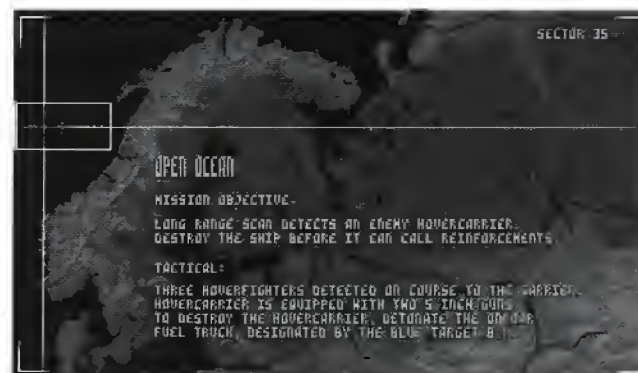 SECTOR 35
OPEN OCEAN
MISSION OBJECTIVE:
LONG RANGE SCAN DETECTS AN ENEMY HOVERCARRIER.
DESTROY THE SHIP BEFORE IT CAN CALL REINFORCEMENTS.
TACTICAL:
THREE HOVERFIGHTERS DETECTED ON COURSE TO THE CARRIER.
HOVERCARRIER IS EQUIPPED WITH TWO 5 INCH GUNS.
TO DESTROY THE HOVERCARRIER, DETONATE THE
FUEL TRUCK, DESIGNATED BY THE BLUE TARGET